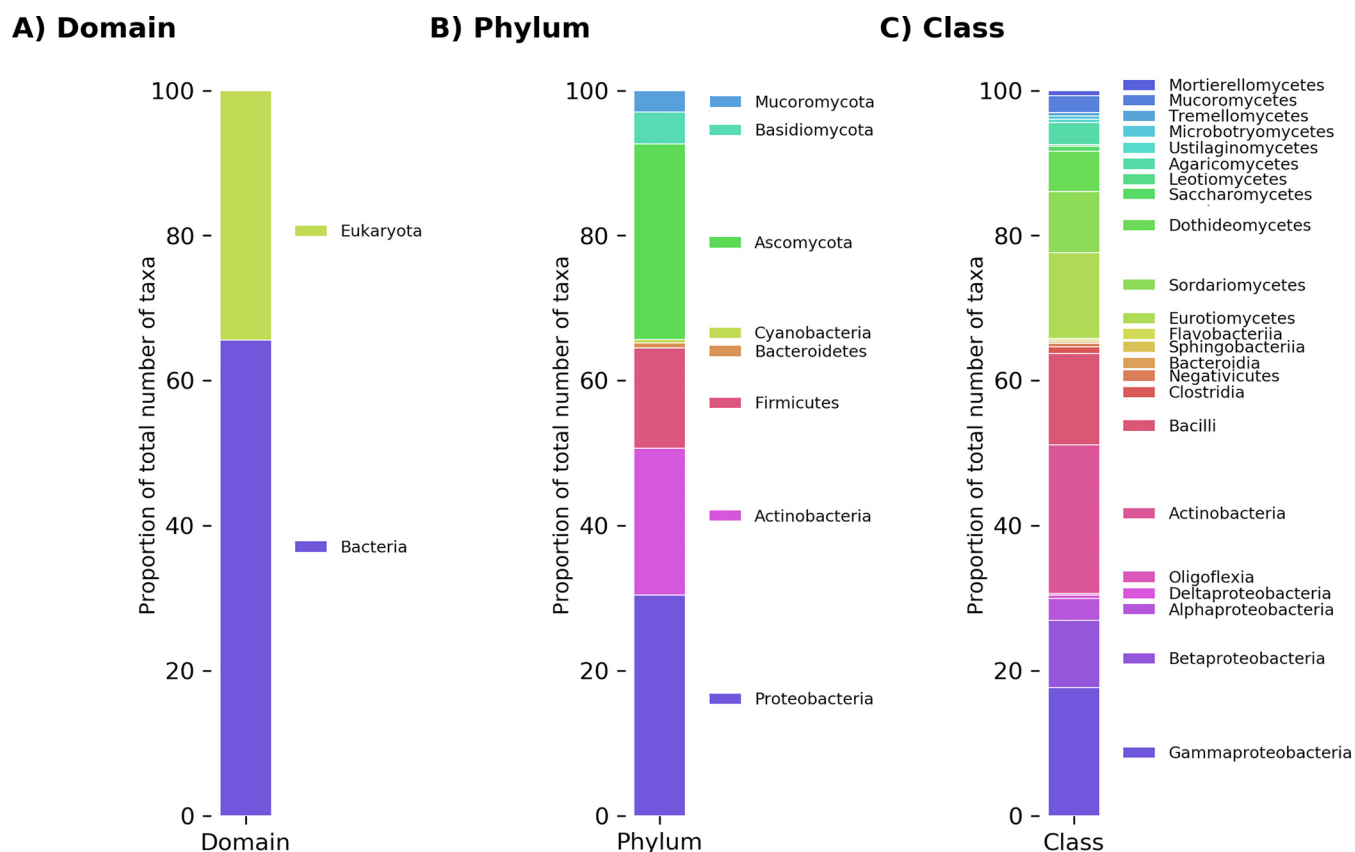 A) Domain
B) Phylum
C) Class
Proportion of total number of taxa
100
80
60
40
20
0
Domain
Eukaryota
Bacteria
Proportion of total number of taxa
100
80
60
40
20
0
Phylum
Mucoromycota
Basidiomycota
Ascomycota
Cyanobacteria
Bacteroidetes
Firmicutes
Actinobacteria
Proteobacteria
Proportion of total number of taxa
100
80
60
40
20
0
Class
Mortierellomycetes
Mucoromycetes
Tremellomycetes
Microbotryomycetes
Ustilaginomycetes
Agaricomycetes
Leotiomycetes
Saccharomycetes
Dothideomycetes
Sordariomycetes
Eurotiomycetes
Flavobacteriia
Sphingobacteriia
Bacteroidia
Negativicutes
Clostridia
Bacilli
Actinobacteria
Oligoflexia
Deltaproteobacteria
Alphaproteobacteria
Betaproteobacteria
Gammaproteobacteria